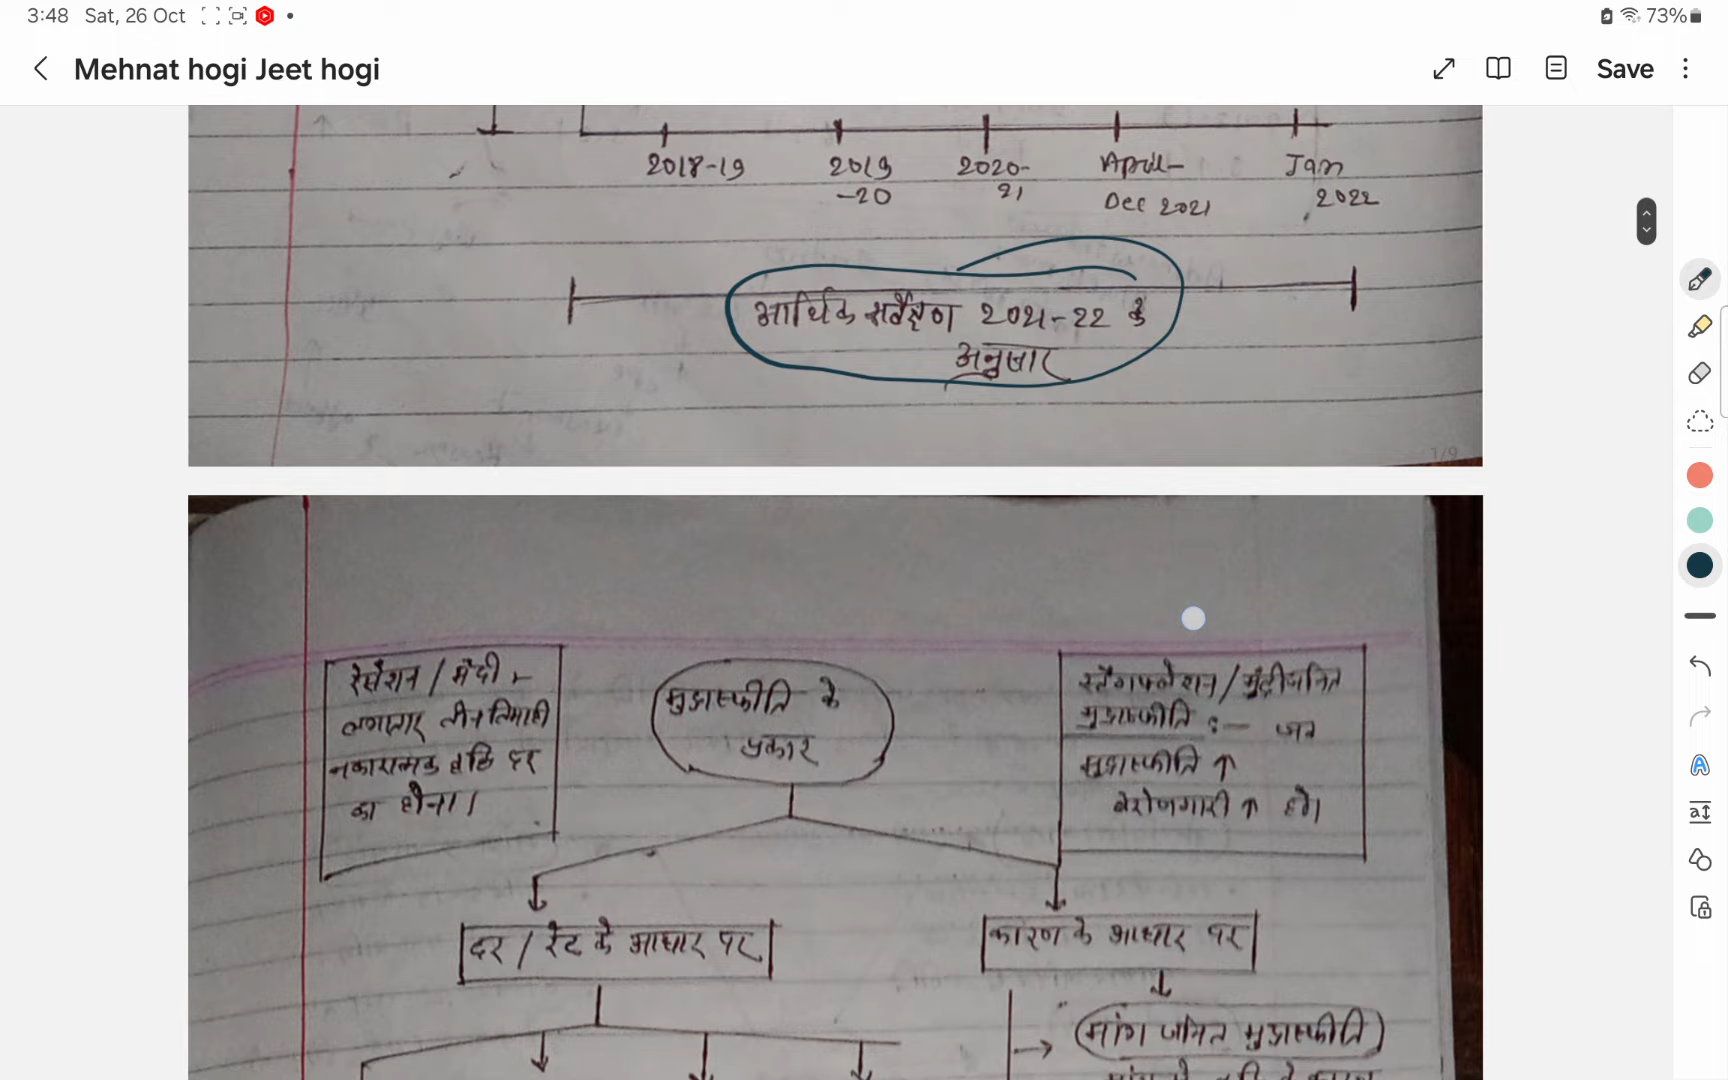 3:48 Sat, 26 Oct
73%
Mehnat hogi Jeet hogi
Save
2018-19
2019
-20
2020-
21
April-
Dec 2021
Jan
2022
आर्थिक सर्वेक्षण 2021-22 के
अनुसार
1/9
रेसेशन / मंदी :-
लगातार तीन तिमाही
नकारात्मक वृद्धि दर
का होना।
मुद्रास्फीति के
प्रकार
स्टैगफ्लेशन / मुद्रीजनित
मुद्रास्फीति :- जब
मुद्रास्फीति ↑
बेरोजगारी ↑ हो।
दर / रेट के आधार पर
कारण के आधार पर
→ मांग जनित मुद्रास्फीति